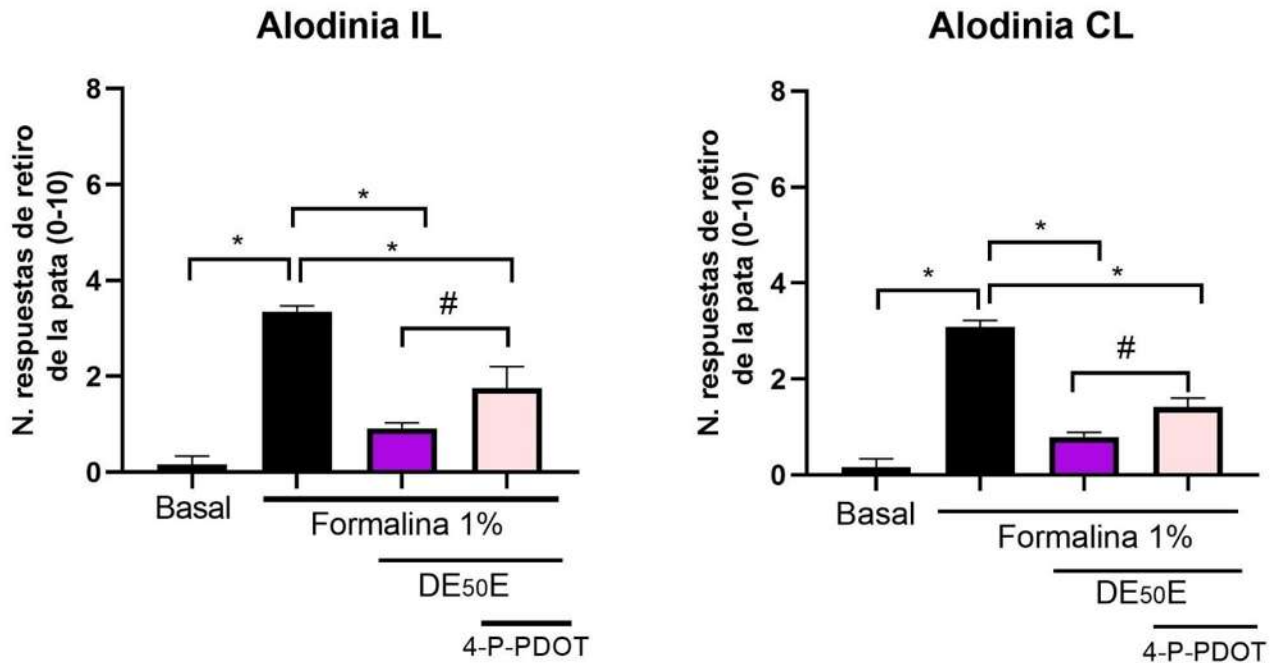 Alodinia IL
N. respuestas de retiro
de la pata (0-10)
8
6
4
2
0
*
*
*
#
Basal
Formalina 1%
DE50E
4-P-PDOT
Alodinia CL
N. respuestas de retiro
de la pata (0-10)
8
6
4
2
0
*
*
*
#
Basal
Formalina 1%
DE50E
4-P-PDOT